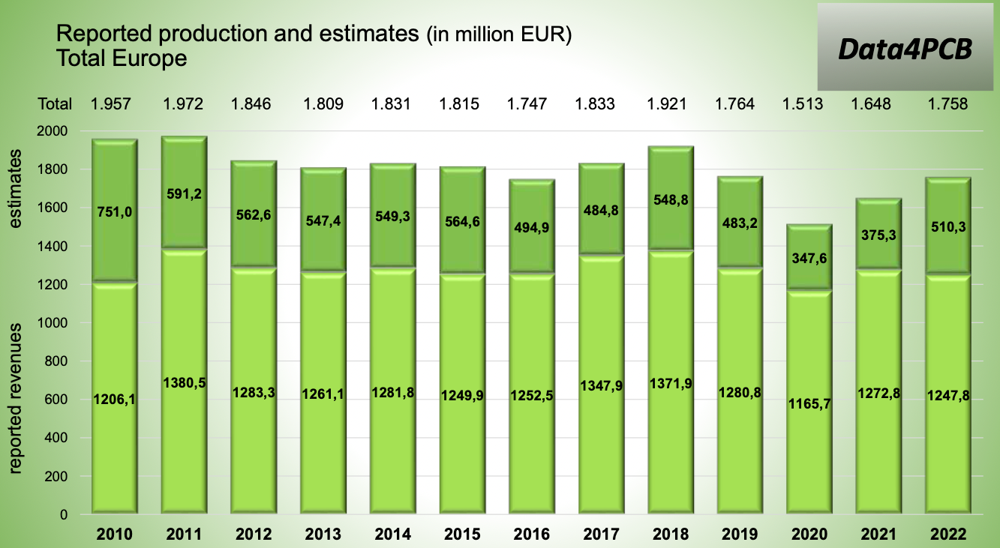 Reported production and estimates (in million EUR)
Total Europe
Data4PCB
Total 1.957 1.972 1.846 1.809 1.831 1.815 1.747 1.833 1.921 1.764 1.513 1.648 1.758
estimates
reported revenues
2000
1800
1600
1400
1200
1000
800
600
400
200
0
751,0 591,2 562,6 547,4 549,3 564,6 494,9 484,8 548,8 483,2 347,6 375,3 510,3
1206,1 1380,5 1283,3 1261,1 1281,8 1249,9 1252,5 1347,9 1371,9 1280,8 1165,7 1272,8 1247,8
2010 2011 2012 2013 2014 2015 2016 2017 2018 2019 2020 2021 2022